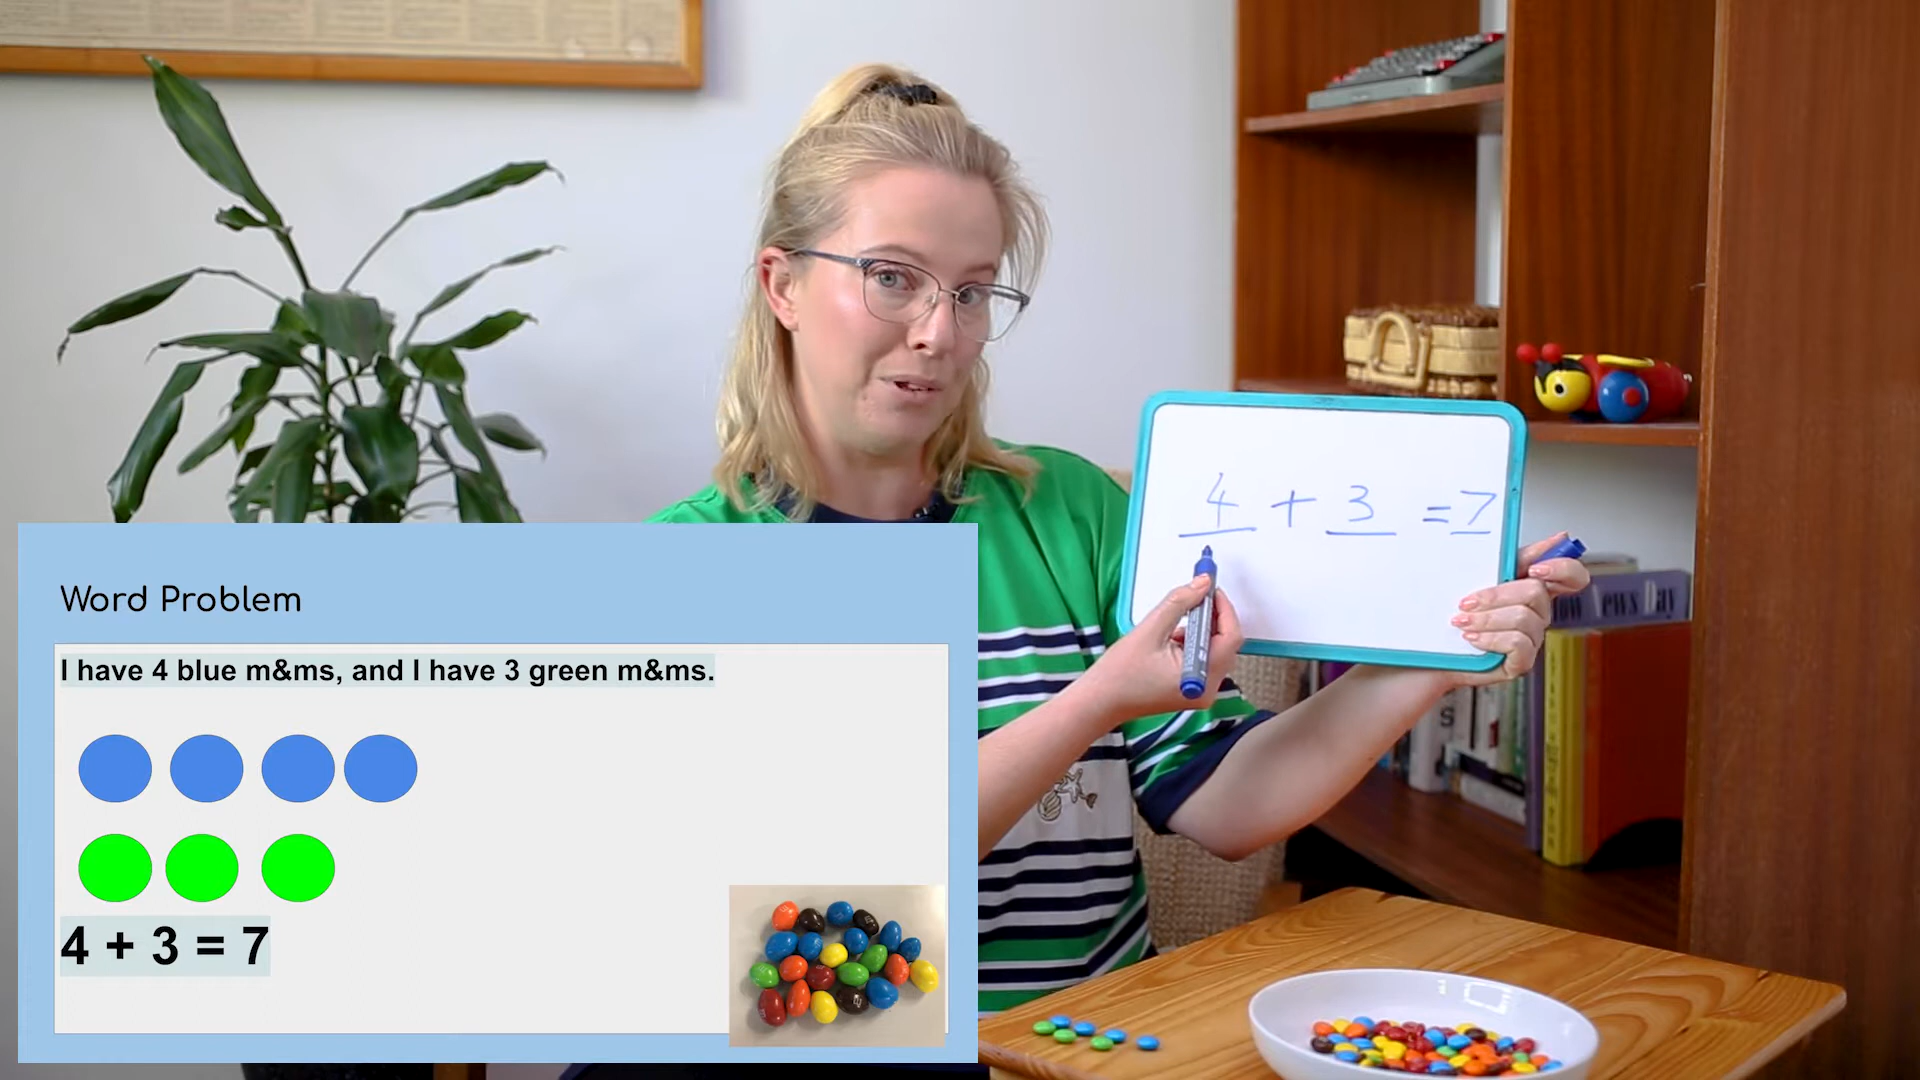 4 + 3 = 7
Word Problem
I have 4 blue m&ms, and I have 3 green m&ms.
4 + 3 = 7